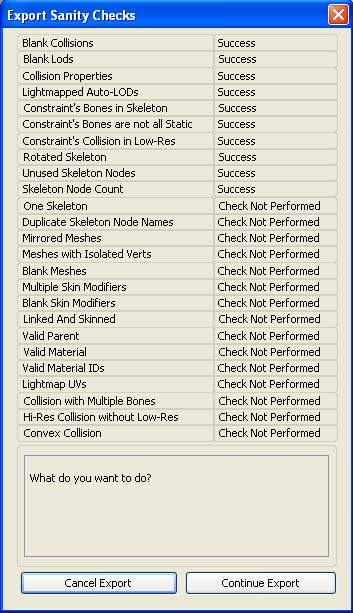 Export Sanity Checks
Blank Collisions Success
Blank Lods Success
Collision Properties Success
Lightmapped Auto-LODs Success
Constraint's Bones in Skeleton Success
Constraint's Bones are not all Static Success
Constraint's Collision in Low-Res Success
Rotated Skeleton Success
Unused Skeleton Nodes Success
Skeleton Node Count Success
One Skeleton Check Not Performed
Duplicate Skeleton Node Names Check Not Performed
Mirrored Meshes Check Not Performed
Meshes with Isolated Verts Check Not Performed
Blank Meshes Check Not Performed
Multiple Skin Modifiers Check Not Performed
Blank Skin Modifiers Check Not Performed
Linked And Skinned Check Not Performed
Valid Parent Check Not Performed
Valid Material Check Not Performed
Valid Material IDs Check Not Performed
Lightmap UVs Check Not Performed
Collision with Multiple Bones Check Not Performed
Hi-Res Collision without Low-Res Check Not Performed
Convex Collision Check Not Performed
What do you want to do?
Cancel Export Continue Export